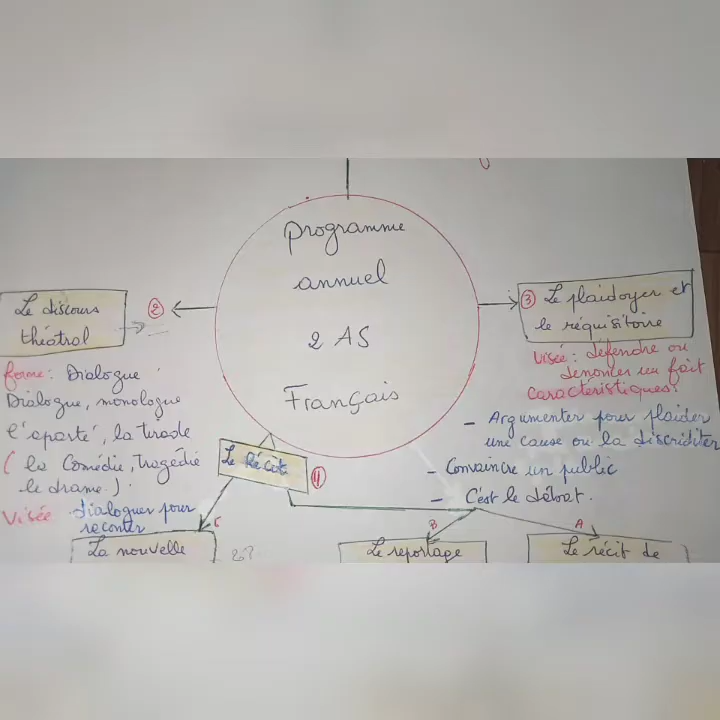 programme
annuel
2 AS
Français
②
Le discours
théâtral
forme: Dialogue
Dialogue, monologue
l'aparté, la tirade
( la Comédie, tragédie
le drame).
Visée dialoguer pour
raconter
③ Le plaidoyer et
le réquisitoire
Visée: défendre ou
dénoncer un fait
caractéristiques:
- Argumenter pour plaider
une cause ou la discréditer
- Convaincre un public
- C'est le débat.
Le Récit
④
C
La nouvelle
2?
B
Le reportage
A
Le récit de